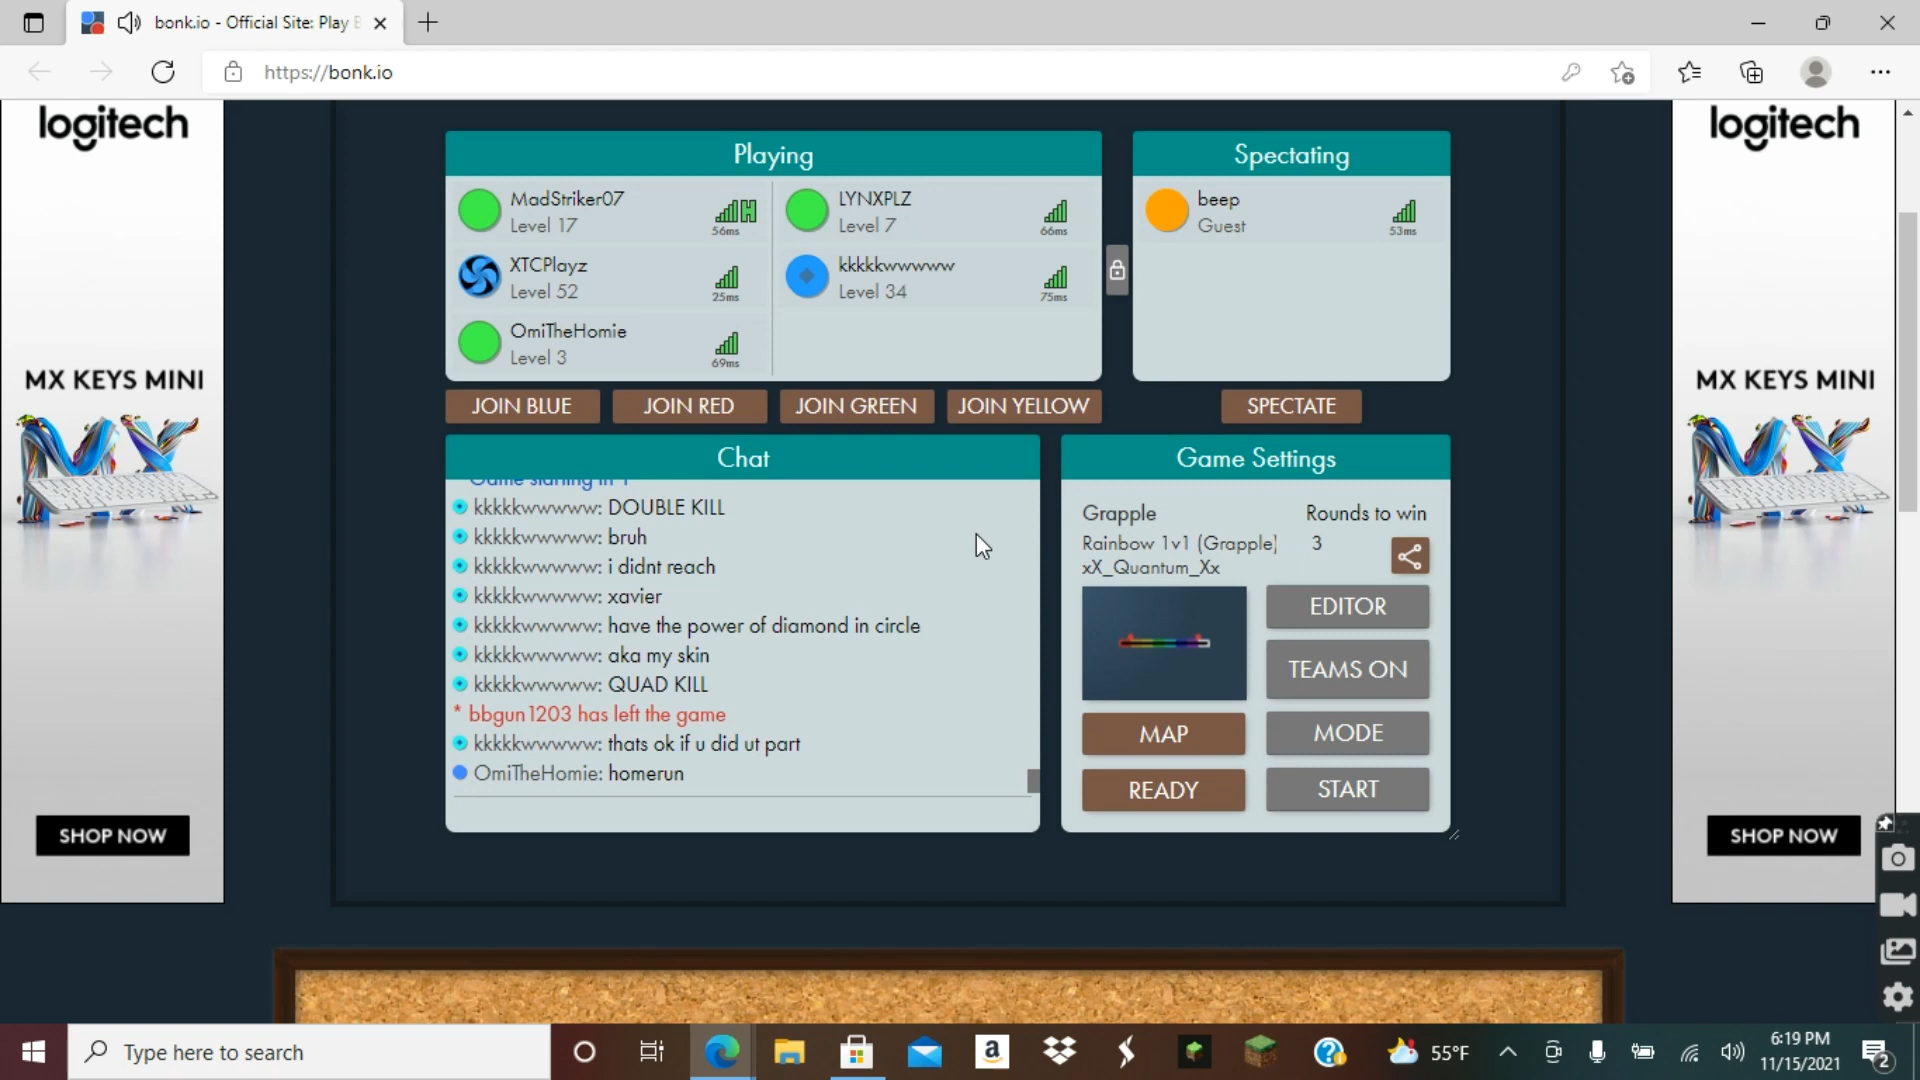 bonk.io - Official Site: Play B
https://bonk.io
logitech
MX KEYS MINI
SHOP NOW
Playing
MadStriker07
Level 17
H
56ms
XTCPlayz
Level 52
25ms
OmiTheHomie
Level 3
69ms
LYNXPLZ
Level 7
66ms
kkkkkwwwww
Level 34
75ms
Spectating
beep
Guest
53ms
JOIN BLUE
JOIN RED
JOIN GREEN
JOIN YELLOW
SPECTATE
Chat
* Game starting in 1
kkkkkwwwww: DOUBLE KILL
kkkkkwwwww: bruh
kkkkkwwwww: i didnt reach
kkkkkwwwww: xavier
kkkkkwwwww: have the power of diamond in circle
kkkkkwwwww: aka my skin
kkkkkwwwww: QUAD KILL
* bbgun1203 has left the game
kkkkkwwwww: thats ok if u did ut part
OmiTheHomie: homerun
Game Settings
Grapple
Rounds to win
Rainbow 1v1 (Grapple)
3
xX_Quantum_Xx
EDITOR
TEAMS ON
MAP
MODE
READY
START
logitech
MX KEYS MINI
SHOP NOW
Type here to search
a
55°F
6:19 PM
11/15/2021
2